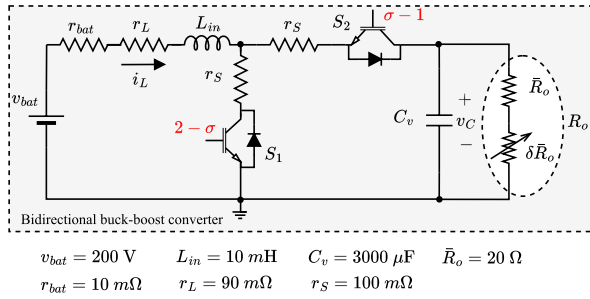 r_bat r_L L_in r_S S_2 σ − 1
i_L
v_bat
r_S
2 − σ
S_1
C_v
+
v_C
−
R̄_o
δR̄_o
R_o
Bidirectional buck-boost converter
v_bat = 200 V L_in = 10 mH C_v = 3000 μF R̄_o = 20 Ω
r_bat = 10 mΩ r_L = 90 mΩ r_S = 100 mΩ